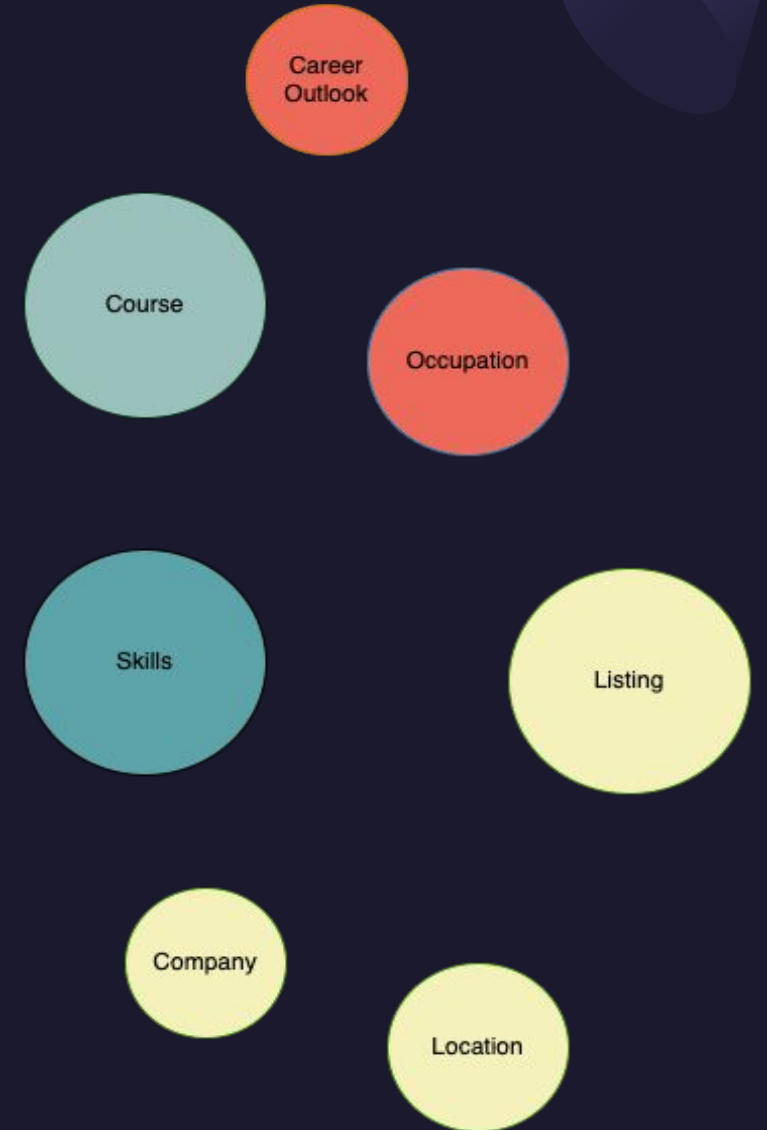 Career
Outlook
Course
Occupation
Skills
Listing
Company
Location